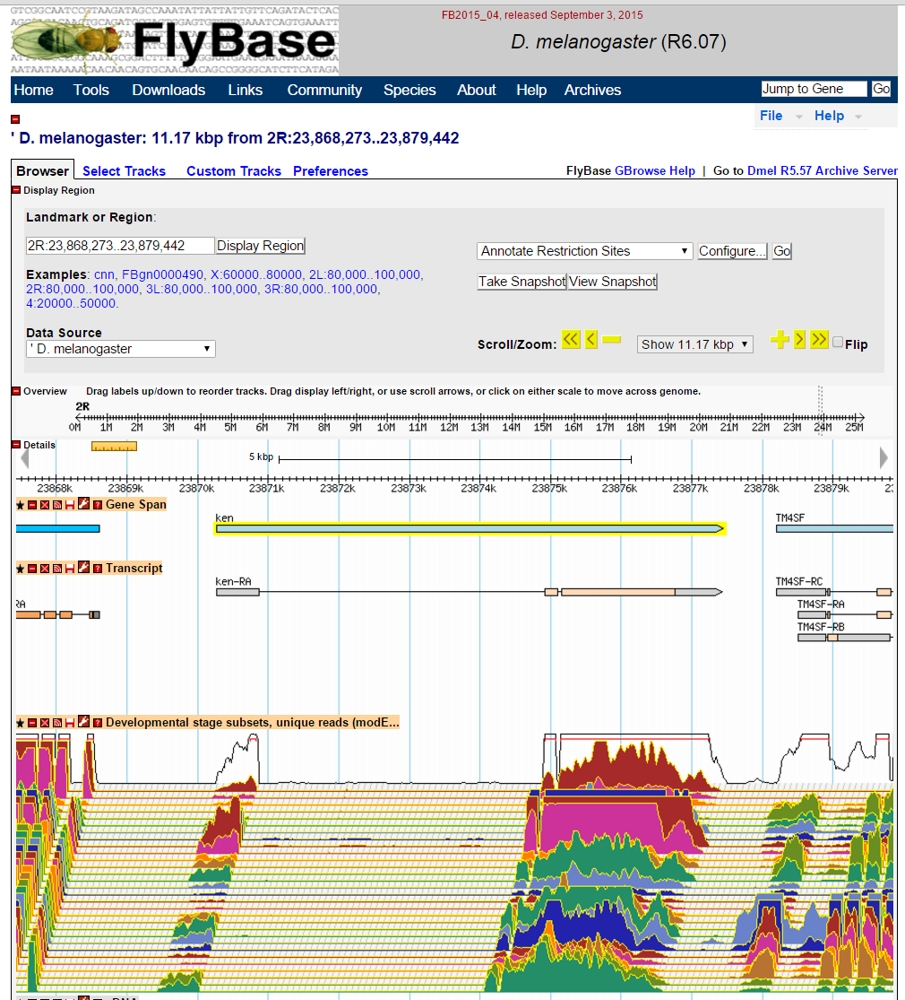 FlyBase
FB2015_04, released September 3, 2015
D. melanogaster (R6.07)
Home Tools Downloads Links Community Species About Help Archives Jump to Gene Go
File Help
' D. melanogaster: 11.17 kbp from 2R:23,868,273..23,879,442
Browser Select Tracks Custom Tracks Preferences FlyBase GBrowse Help | Go to Dmel R5.57 Archive Server
Display Region
Landmark or Region:
2R:23,868,273..23,879,442 Display Region
Annotate Restriction Sites Configure... Go
Examples: cnn, FBgn0000490, X:60000..80000, 2L:80,000..100,000,
2R:80,000..100,000, 3L:80,000..100,000, 3R:80,000..100,000,
4:20000..50000.
Take Snapshot View Snapshot
Data Source
' D. melanogaster
Scroll/Zoom: << < Show 11.17 kbp > >> Flip
Overview Drag labels up/down to reorder tracks. Drag display left/right, or use scroll arrows, or click on either scale to move across genome.
2R
0M 1M 2M 3M 4M 5M 6M 7M 8M 9M 10M 11M 12M 13M 14M 15M 16M 17M 18M 19M 20M 21M 22M 23M 24M 25M
Details
5 kbp
23868k 23869k 23870k 23871k 23872k 23873k 23874k 23875k 23876k 23877k 23878k 23879k
Gene Span
ken TM4SF
Transcript
ken-RA TM4SF-RC
RA TM4SF-RA
TM4SF-RB
Developmental stage subsets, unique reads (modE...